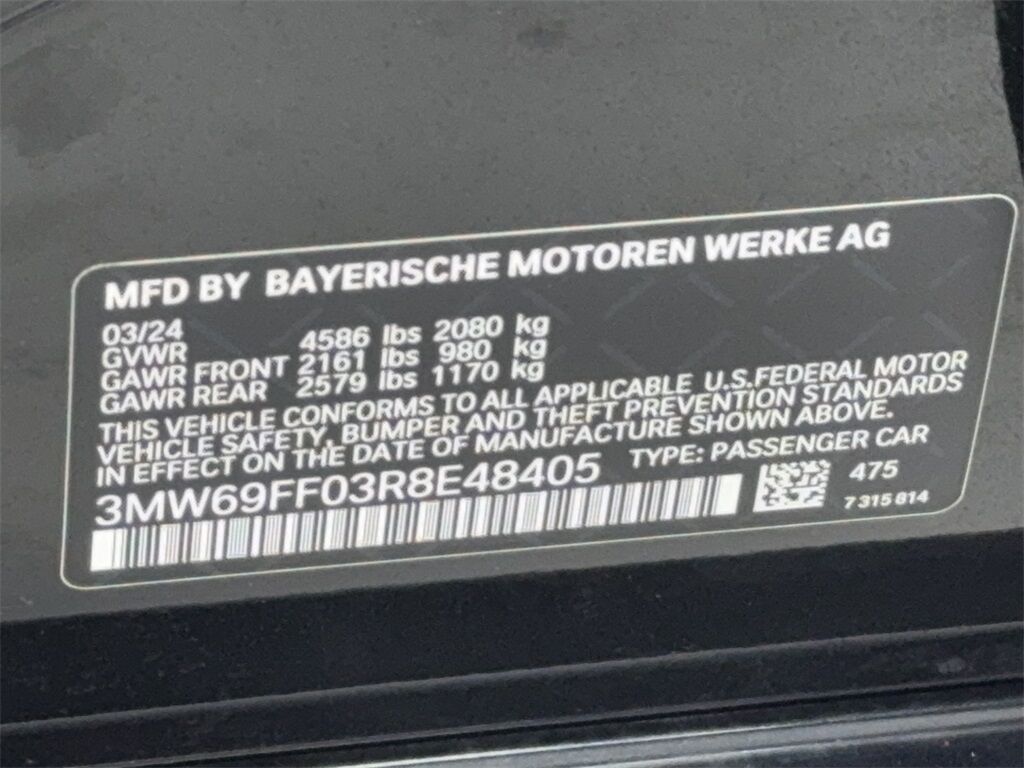 MFD BY BAYERISCHE MOTOREN WERKE AG
03/24
GVWR 4586 lbs 2080 kg
GAWR FRONT 2161 lbs 980 kg
GAWR REAR 2579 lbs 1170 kg
THIS VEHICLE CONFORMS TO ALL APPLICABLE U.S.FEDERAL MOTOR
VEHICLE SAFETY, BUMPER AND THEFT PREVENTION STANDARDS
IN EFFECT ON THE DATE OF MANUFACTURE SHOWN ABOVE.
3MW69FF03R8E48405 TYPE: PASSENGER CAR
475
7 315 814